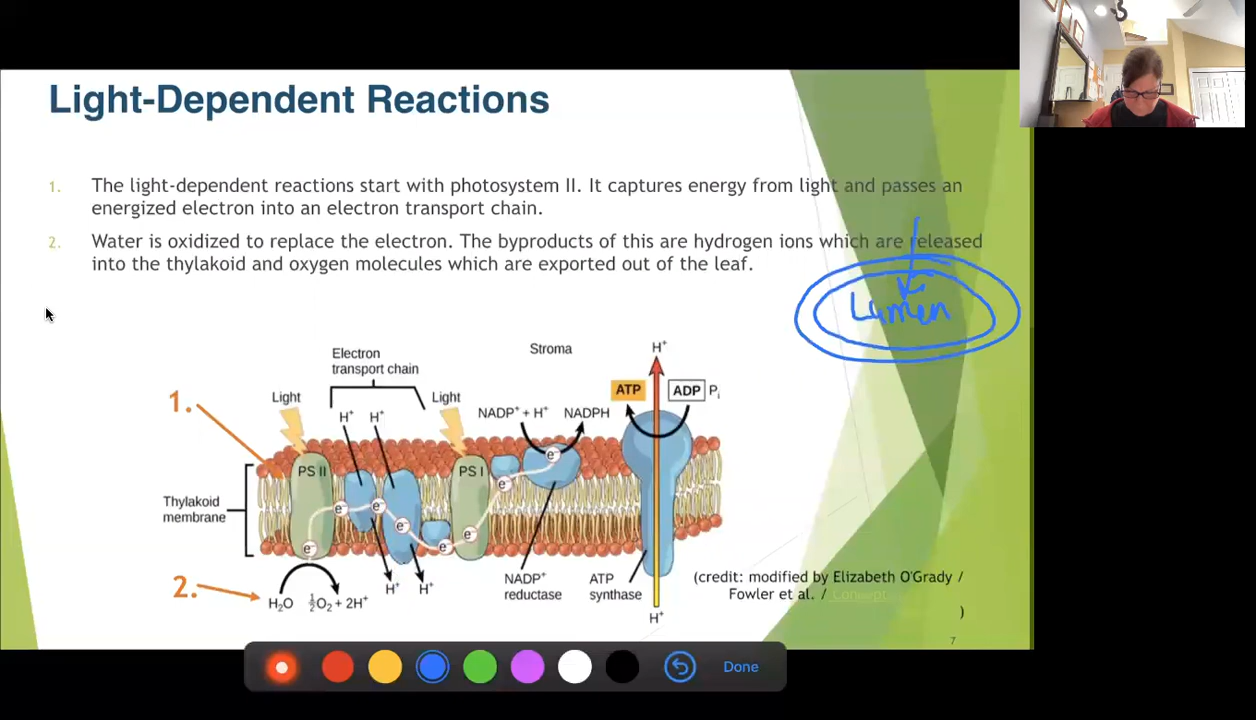 Light-Dependent Reactions
1. The light-dependent reactions start with photosystem II. It captures energy from light and passes an
energized electron into an electron transport chain.
2. Water is oxidized to replace the electron. The byproducts of this are hydrogen ions which are released
into the thylakoid and oxygen molecules which are exported out of the leaf.
Lumen
Electron
transport chain
Stroma
H⁺
1.
Light
Light
ATP
ADP
Pᵢ
H⁺
H⁺
NADP⁺ + H⁺
NADPH
PS II
PS I
e⁻
e⁻
e⁻
e⁻
e⁻
e⁻
e⁻
e⁻
Thylakoid
membrane
2.
H₂O
½O₂ + 2H⁺
H⁺
H⁺
NADP⁺
reductase
ATP
synthase
H⁺
(credit: modified by Elizabeth O'Grady /
Fowler et al. / Concept
)
7
Done